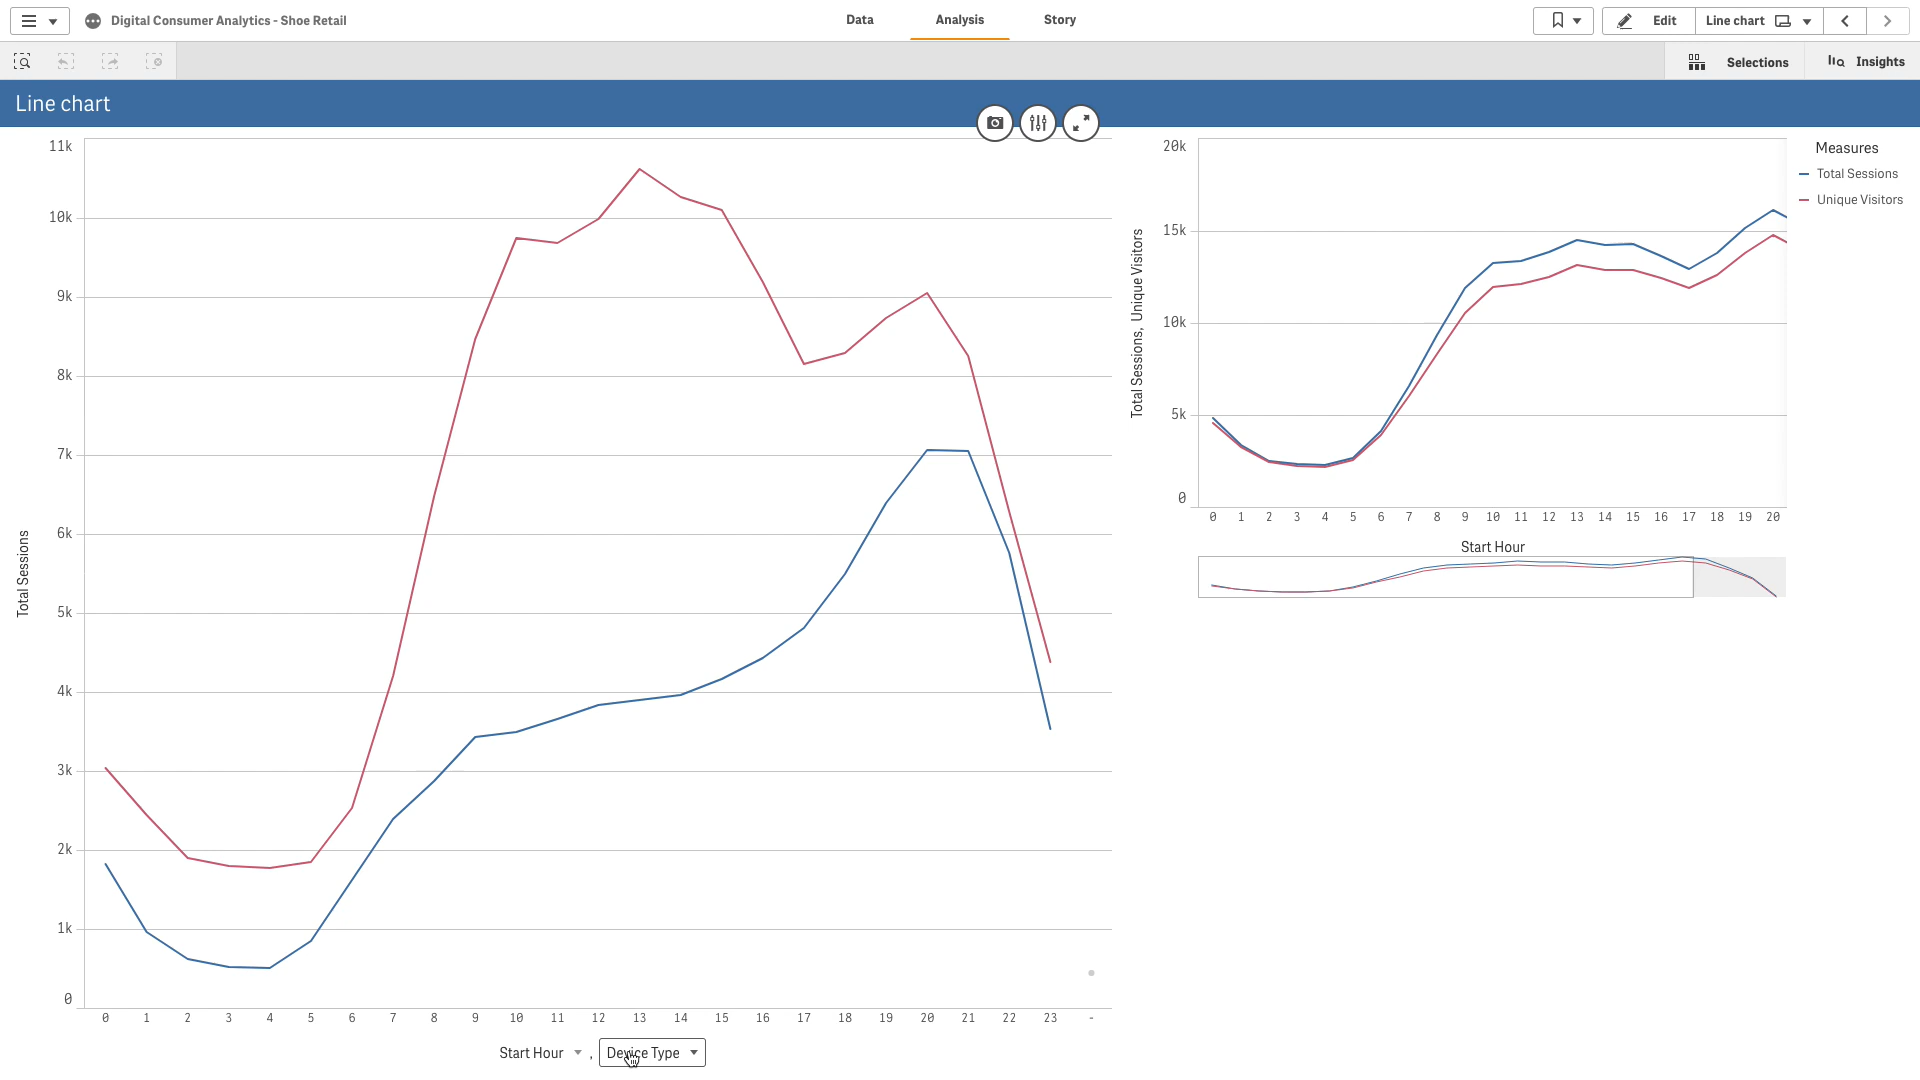 Digital Consumer Analytics - Shoe Retail
Data
Analysis
Story
Edit
Line chart
Selections
Insights
Line chart
11k
10k
9k
8k
7k
6k
5k
4k
3k
2k
1k
0
Total Sessions
0 1 2 3 4 5 6 7 8 9 10 11 12 13 14 15 16 17 18 19 20 21 22 23 -
Start Hour , Device Type
20k
15k
10k
5k
0
Total Sessions, Unique Visitors
0 1 2 3 4 5 6 7 8 9 10 11 12 13 14 15 16 17 18 19 20
Start Hour
Measures
Total Sessions
Unique Visitors